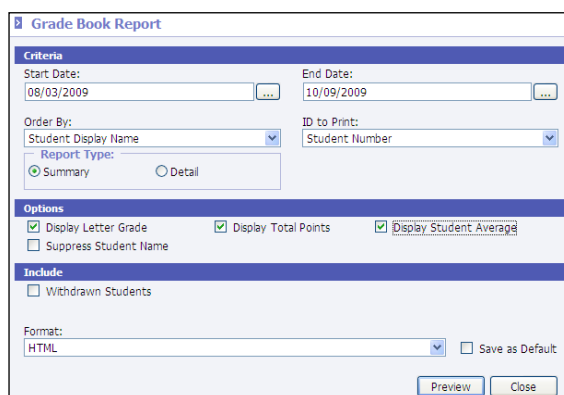 Grade Book Report
Criteria
Start Date:
End Date:
08/03/2009
...
10/09/2009
...
Order By:
ID to Print:
Student Display Name
Student Number
Report Type:
Summary
Detail
Options
Display Letter Grade
Display Total Points
Display Student Average
Suppress Student Name
Include
Withdrawn Students
Format:
HTML
Save as Default
Preview
Close